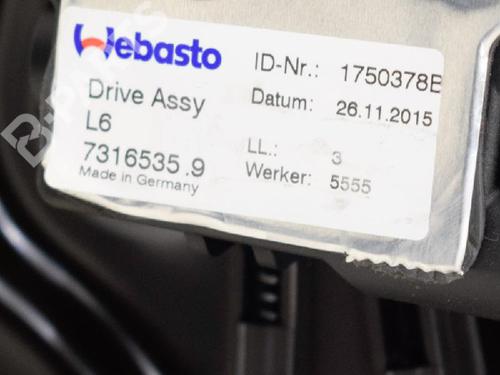 Webasto
Drive Assy
L6
7316535.9
Made in Germany
ID-Nr.: 1750378B
Datum: 26.11.2015
LL.: 3
Werker: 5555